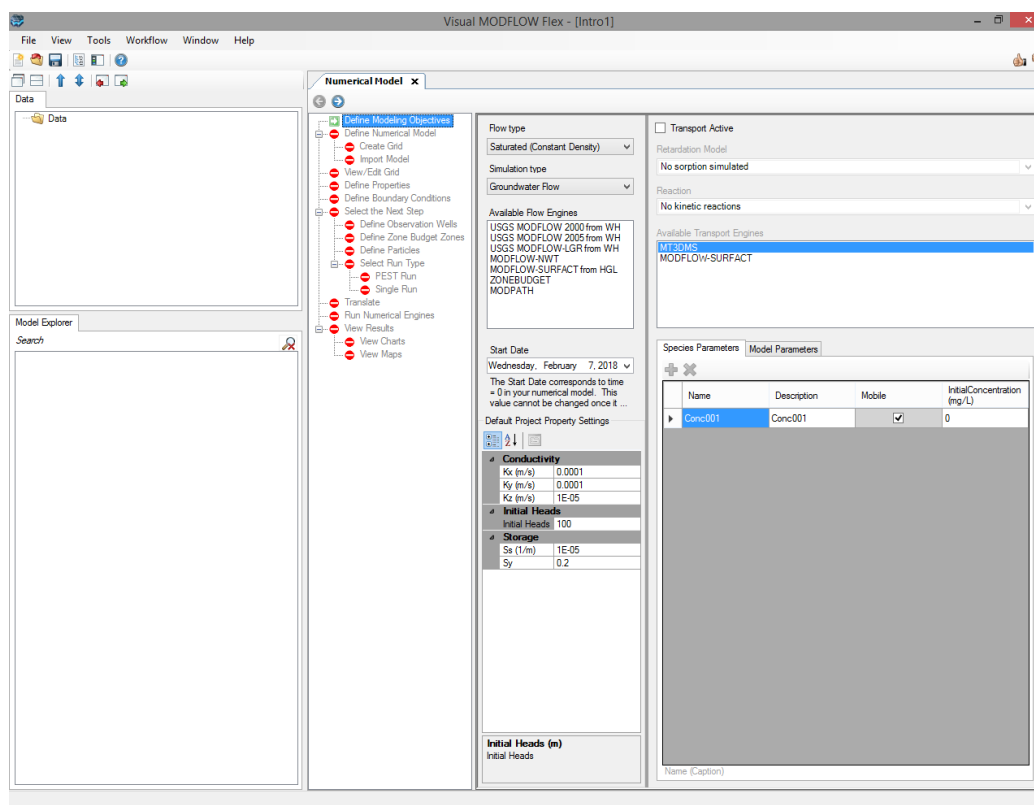 Visual MODFLOW Flex - [Intro1]
File View Tools Workflow Window Help
Data
Data
Model Explorer
Search
Numerical Model
Define Modeling Objectives
Define Numerical Model
Create Grid
Import Model
View/Edit Grid
Define Properties
Define Boundary Conditions
Select the Next Step
Define Observation Wells
Define Zone Budget Zones
Define Particles
Select Run Type
PEST Run
Single Run
Translate
Run Numerical Engines
View Results
View Charts
View Maps
Flow type
Saturated (Constant Density)
Simulation type
Groundwater Flow
Available Flow Engines
USGS MODFLOW 2000 from WH
USGS MODFLOW 2005 from WH
USGS MODFLOW-LGR from WH
MODFLOW-NWT
MODFLOW-SURFACT from HGL
ZONEBUDGET
MODPATH
Start Date
Wednesday, February 7, 2018
The Start Date corresponds to time
= 0 in your numerical model. This
value cannot be changed once it ...
Default Project Property Settings
Conductivity
Kx (m/s) 0.0001
Ky (m/s) 0.0001
Kz (m/s) 1E-05
Initial Heads
Initial Heads 100
Storage
Ss (1/m) 1E-05
Sy 0.2
Initial Heads (m)
Initial Heads
Transport Active
Retardation Model
No sorption simulated
Reaction
No kinetic reactions
Available Transport Engines
MT3DMS
MODFLOW-SURFACT
Species Parameters Model Parameters
Name Description Mobile InitialConcentration (mg/L)
Conc001 Conc001 0
Name (Caption)